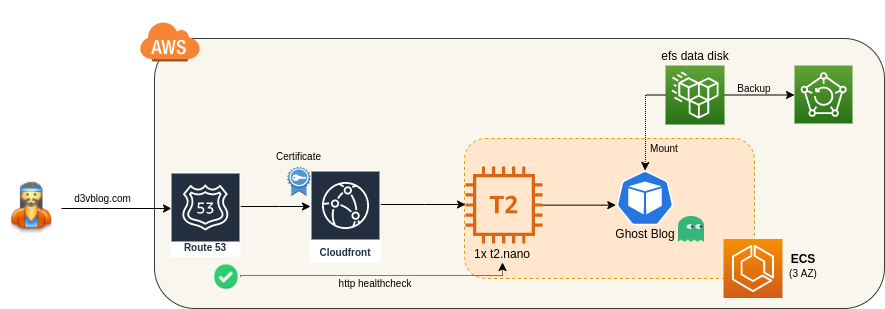 AWS
efs data disk
Backup
Certificate
Mount
d3vblog.com
53
T2
Route 53
Cloudfront
1x t2.nano
Ghost Blog
http healthcheck
ECS
(3 AZ)